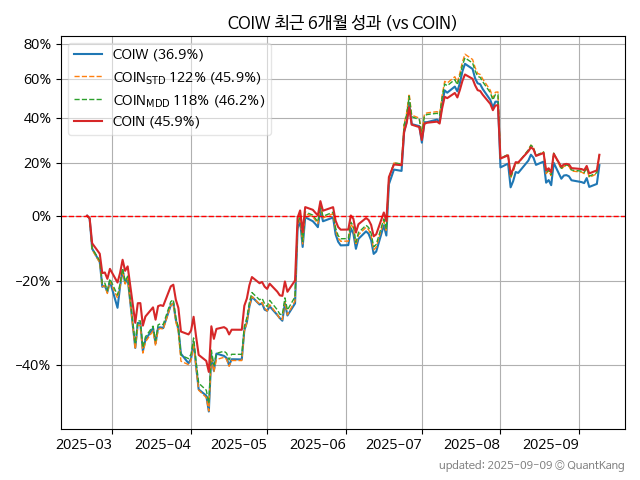 COIW 최근 6개월 성과 (vs COIN)
80%
60%
40%
20%
0%
−20%
−40%
COIW (36.9%)
COINSTD 122% (45.9%)
COINMDD 118% (46.2%)
COIN (45.9%)
2025-03
2025-04
2025-05
2025-06
2025-07
2025-08
2025-09
updated: 2025-09-09 © QuantKang